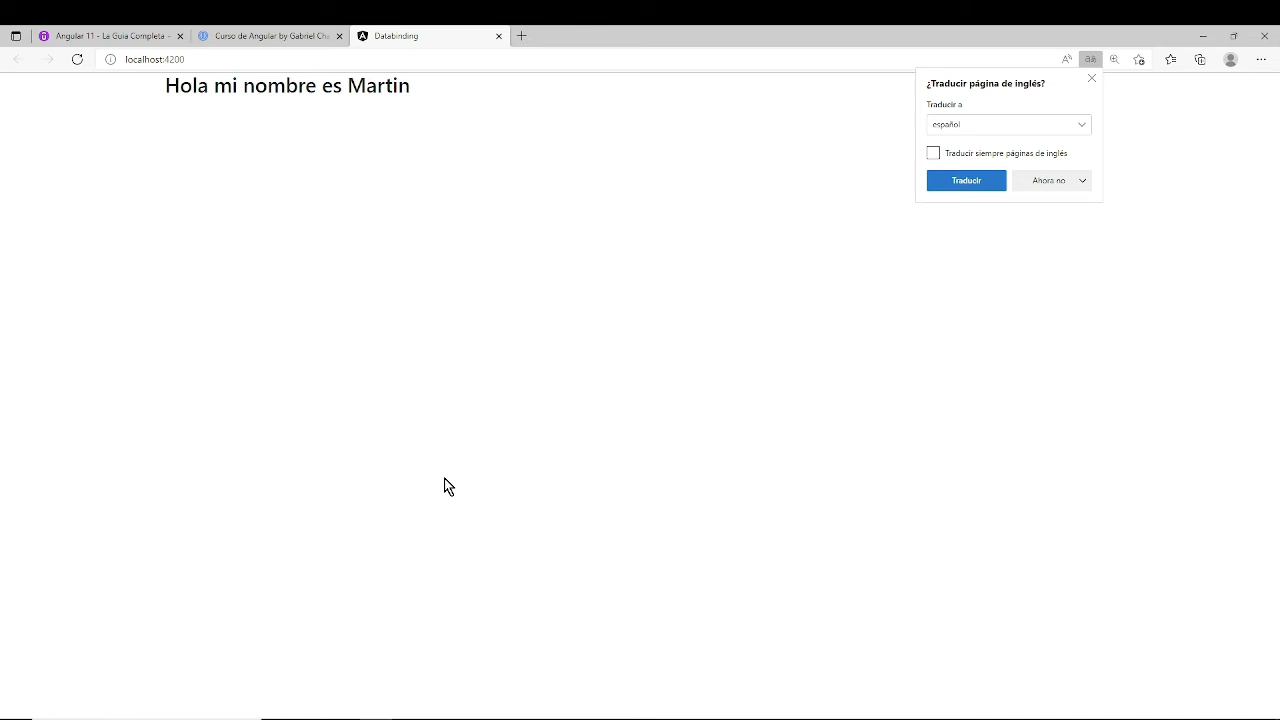 Angular 11 - La Guia Completa -
Curso de Angular by Gabriel Cha
Databinding
localhost:4200
Hola mi nombre es Martin
¿Traducir página de inglés?
Traducir a
español
Traducir siempre páginas de inglés
Traducir
Ahora no